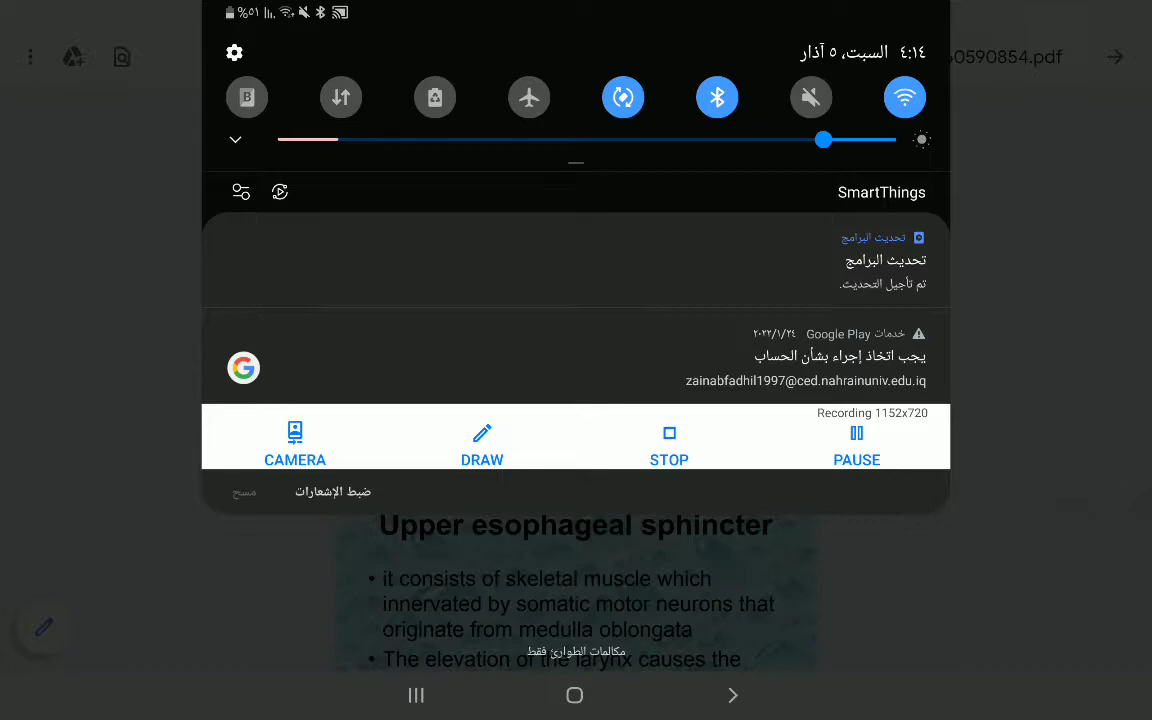 %٥١
٤:١٤ السبت، ٥ آذار
0590854.pdf
SmartThings
تحديث البرامج
تحديث البرامج
تم تأجيل التحديث.
خدمات Google Play ٢٠٢٢/١/٢٤
يجب اتخاذ إجراء بشأن الحساب
zainabfadhil1997@ced.nahrainuniv.edu.iq
Recording 1152x720
CAMERA DRAW STOP PAUSE
ضبط الإشعارات مسح
Upper esophageal sphincter
• it consists of skeletal muscle which
innervated by somatic motor neurons that
originate from medulla oblongata
• The elevation of the larynx causes the
مكالمات الطوارئ فقط